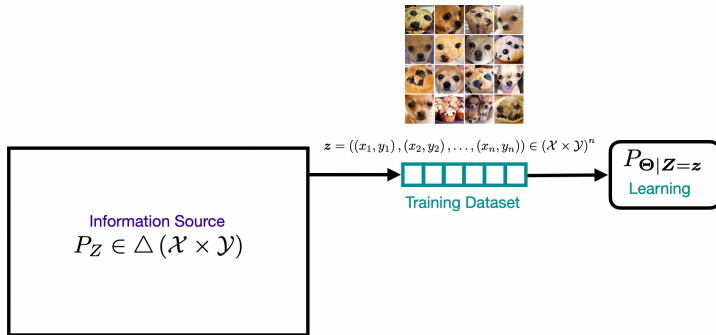 𝒛 = ((x₁, y₁), (x₂, y₂), …, (xₙ, yₙ)) ∈ (𝒳 × 𝒴)ⁿ
Training Dataset
P_{𝚯|𝒁=𝒛}
Learning
Information Source
P_Z ∈ △ (𝒳 × 𝒴)